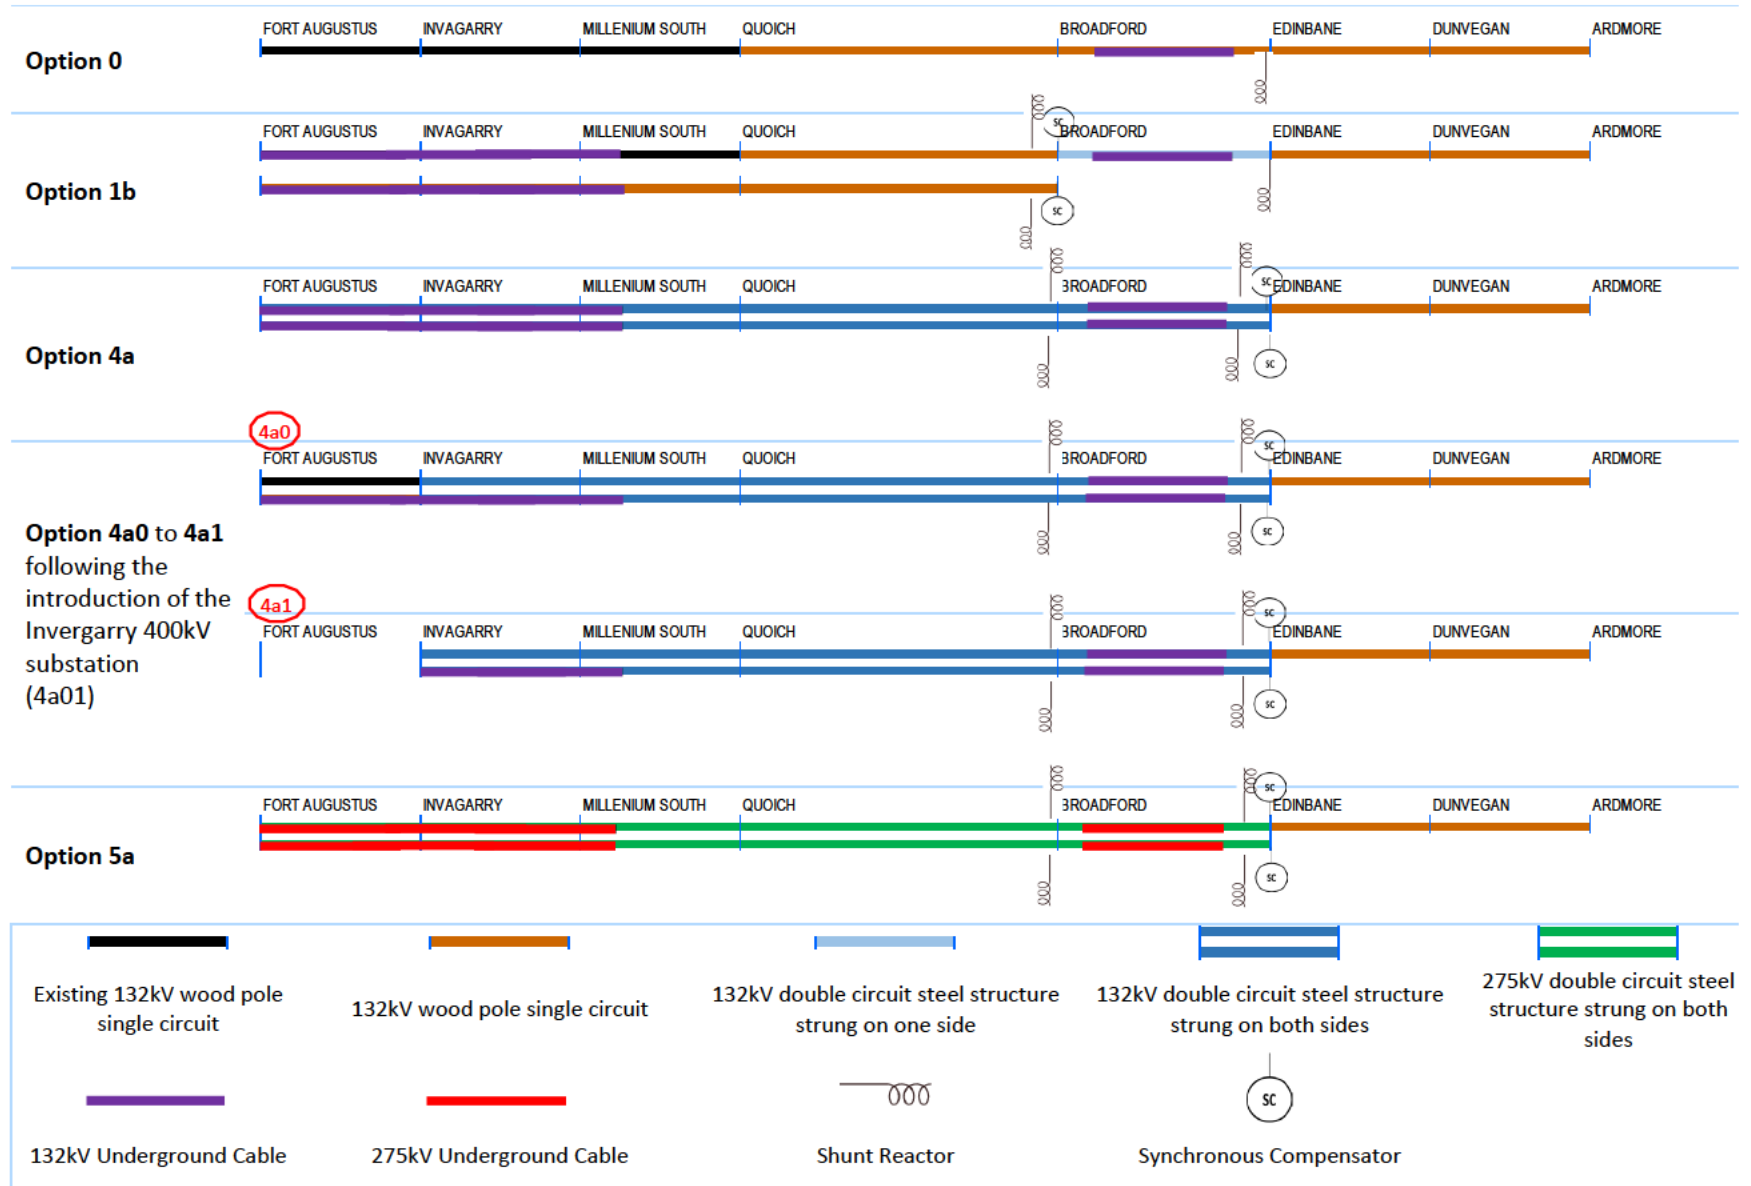 FORT AUGUSTUS INVAGARRY MILLENIUM SOUTH QUOICH BROADFORD EDINBANE DUNVEGAN ARDMORE
Option 0
SC
FORT AUGUSTUS INVAGARRY MILLENIUM SOUTH QUOICH BROADFORD EDINBANE DUNVEGAN ARDMORE
Option 1b
SC
SC
FORT AUGUSTUS INVAGARRY MILLENIUM SOUTH QUOICH BROADFORD EDINBANE DUNVEGAN ARDMORE
Option 4a
SC
4a0
SC
FORT AUGUSTUS INVAGARRY MILLENIUM SOUTH QUOICH BROADFORD EDINBANE DUNVEGAN ARDMORE
SC
Option 4a0 to 4a1
following the
introduction of the
Invergarry 400kV
substation
(4a01)
4a1
SC
FORT AUGUSTUS INVAGARRY MILLENIUM SOUTH QUOICH BROADFORD EDINBANE DUNVEGAN ARDMORE
SC
SC
FORT AUGUSTUS INVAGARRY MILLENIUM SOUTH QUOICH BROADFORD EDINBANE DUNVEGAN ARDMORE
Option 5a
SC
Existing 132kV wood pole
single circuit
132kV wood pole single circuit
132kV double circuit steel structure
strung on one side
132kV double circuit steel structure
strung on both sides
275kV double circuit steel
structure strung on both
sides
SC
132kV Underground Cable
275kV Underground Cable
Shunt Reactor
Synchronous Compensator